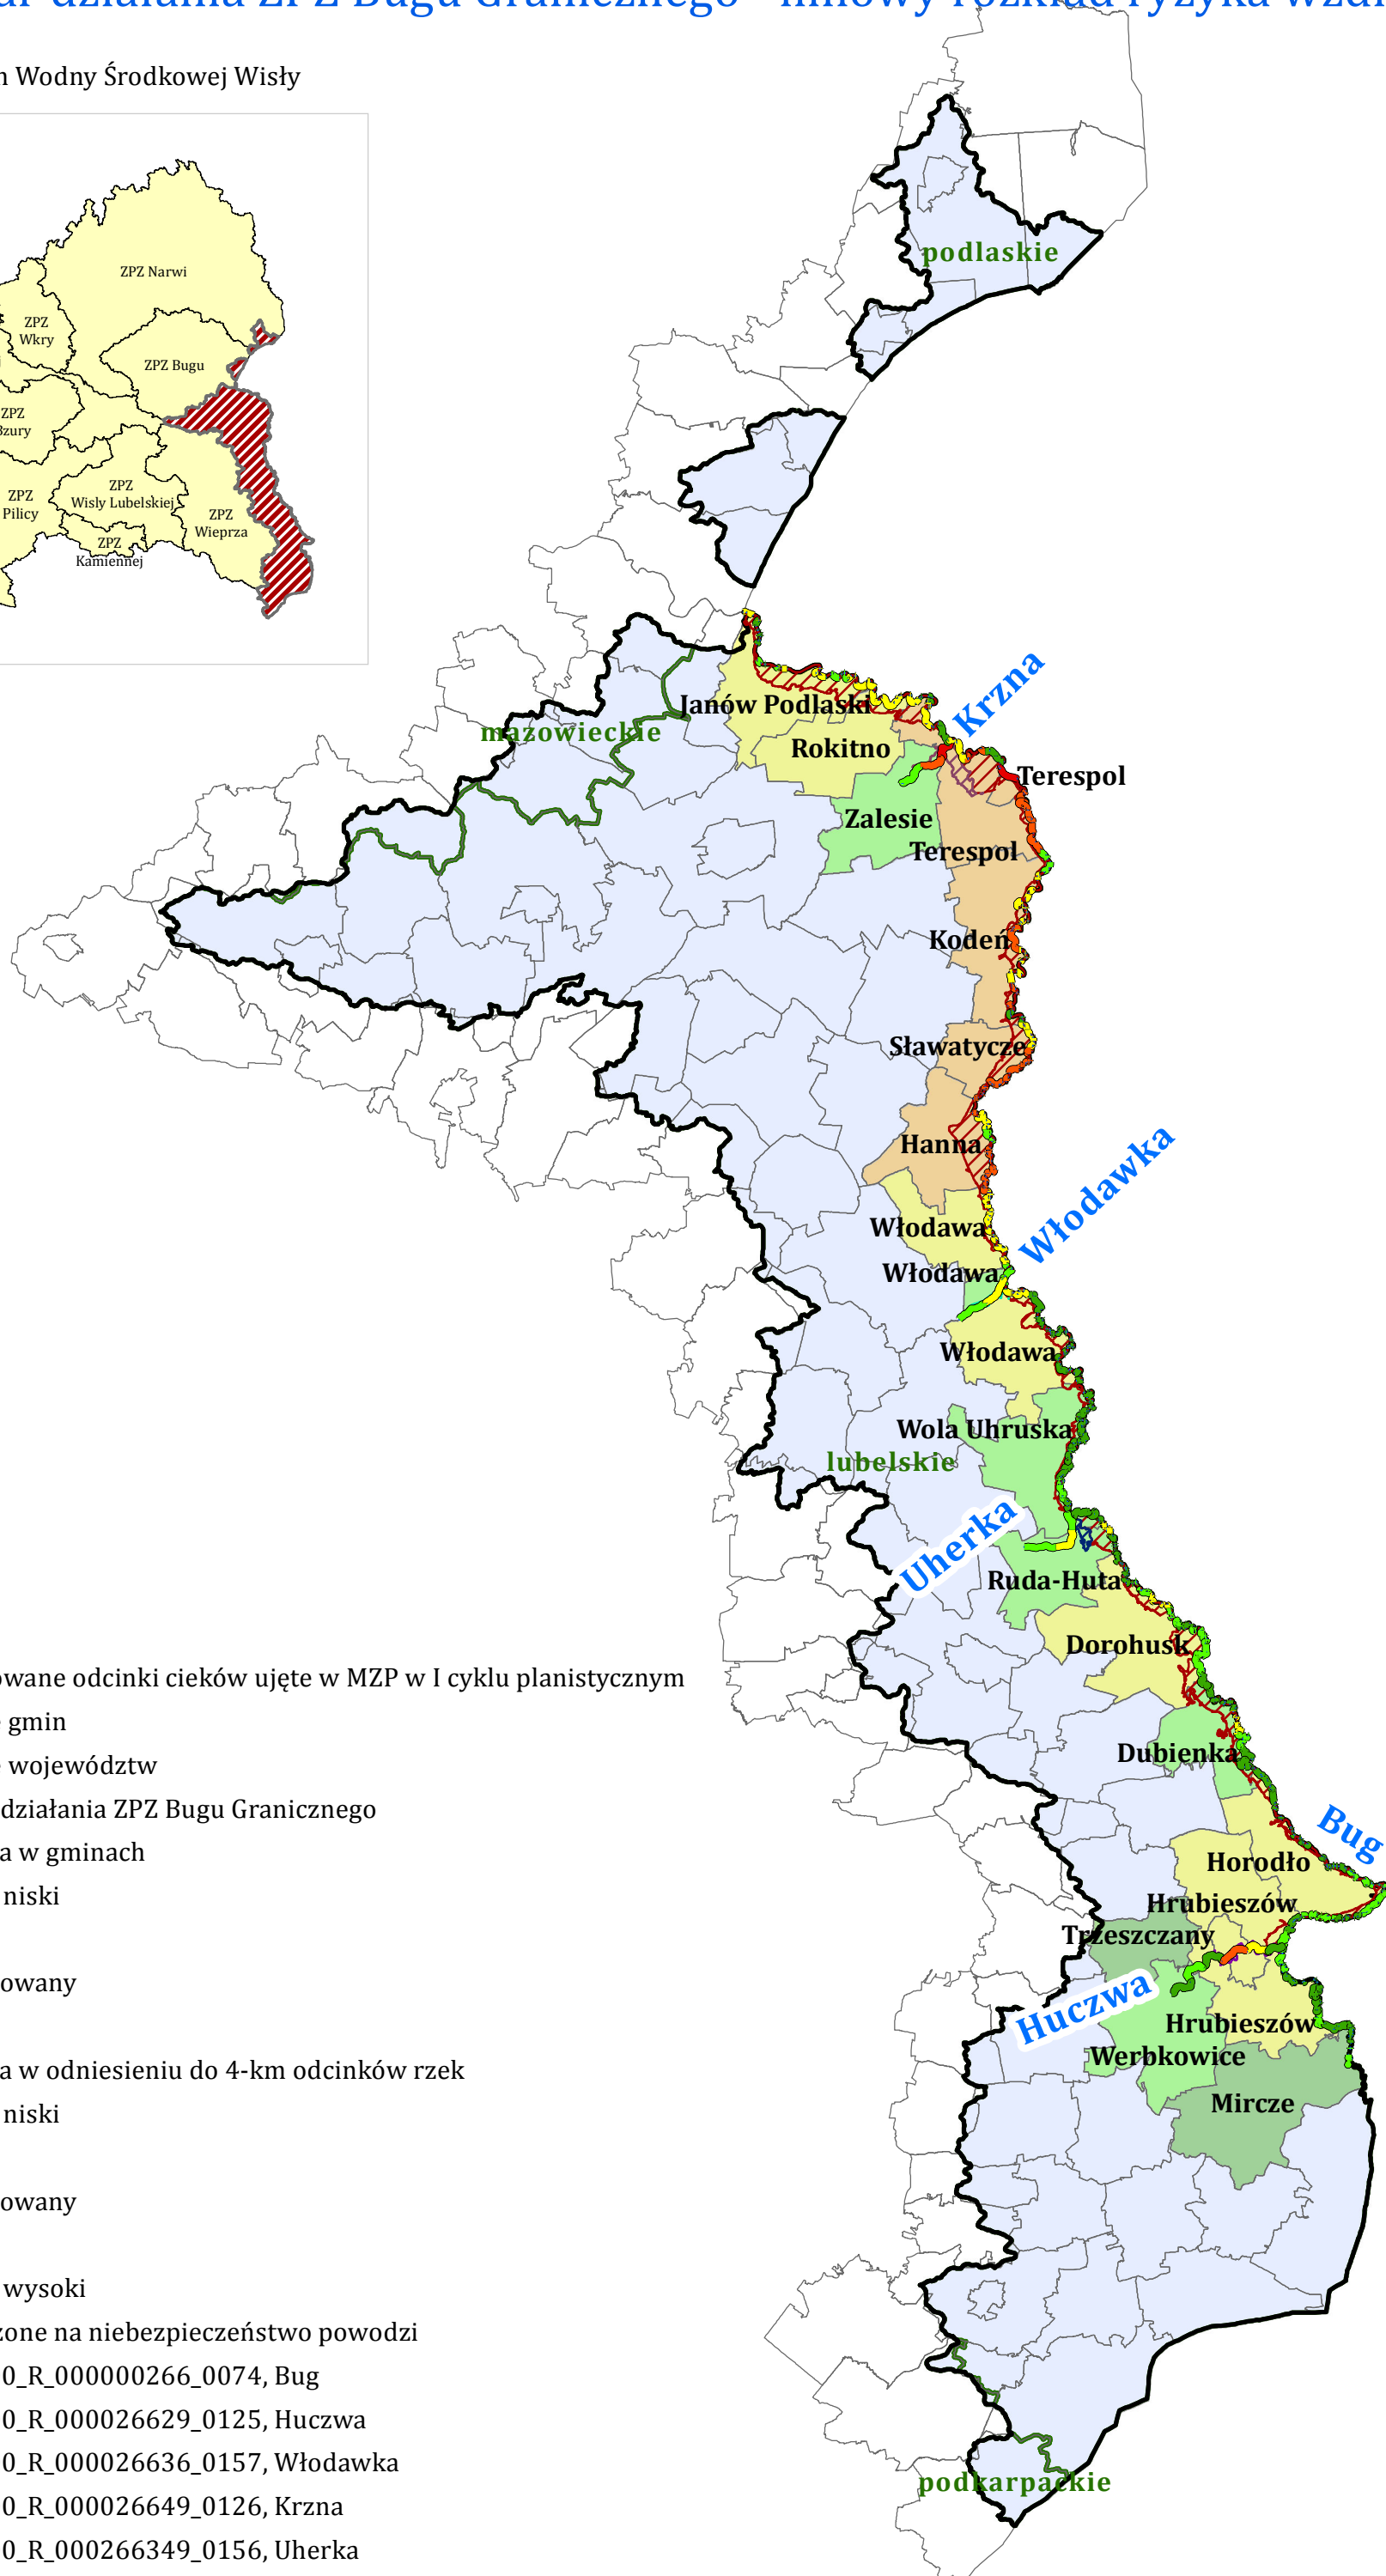 działania ZPZ Bugu Granicznego - liniowy rozkład ryzyka
Wodny Środkowej Wisły
ZPZ Narwi
ZPZ
Wkry
ZPZ Bugu
ZPZ
Bzury
ZPZ
Pilicy
ZPZ
Wisły Lubelskiej
ZPZ
Wieprza
ZPZ
Kamiennej
podlaskie
Krzna
Janów Podlaski
mazowieckie
Rokitno
Terespol
Zalesie
Terespol
Kodeń
Sławatycze
Hanna
Włodawka
Włodawa
Włodawa
Włodawa
Wola Uhruska
lubelskie
Uherka
Ruda-Huta
Dorohusk
Dubienka
Bug
Horodło
Hrubieszów
Trzeszczany
Huczwa
Hrubieszów
Werbkowice
Mircze
podkarpackie
owane odcinki cieków ujęte w MZP w I cyklu planistycznym
gmin
województw
działania ZPZ Bugu Granicznego
a w gminach
niski
owany
a w odniesieniu do 4-km odcinków rzek
niski
owany
wysoki
żone na niebezpieczeństwo powodzi
0_R_000000266_0074, Bug
0_R_000026629_0125, Huczwa
0_R_000026636_0157, Włodawka
0_R_000026649_0126, Krzna
0_R_000266349_0156, Uherka